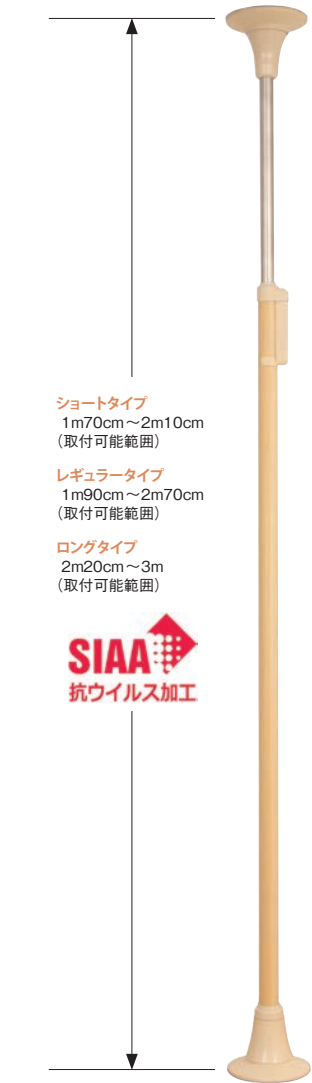 ショートタイプ
1m70cm～2m10cm
（取付可能範囲）
レギュラータイプ
1m90cm～2m70cm
（取付可能範囲）
ロングタイプ
2m20cm～3m
（取付可能範囲）
SIAA
抗ウイルス加工